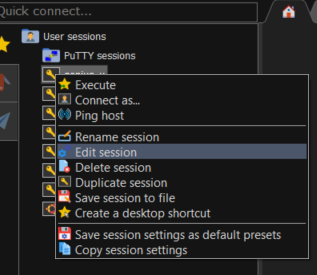 Quick connect...
User sessions
PuTTY sessions
Execute
Connect as...
Ping host
Rename session
Edit session
Delete session
Duplicate session
Save session to file
Create a desktop shortcut
Save session settings as default presets
Copy session settings